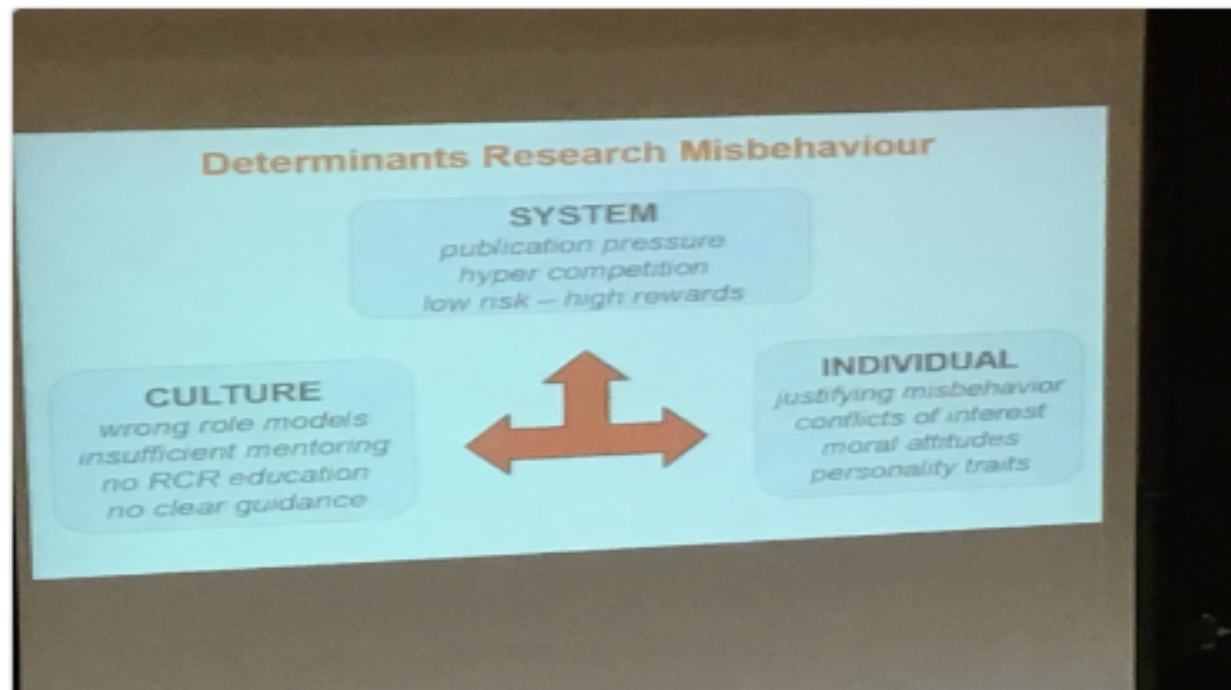 Determinants Research Misbehaviour
SYSTEM
publication pressure
hyper competition
low risk – high rewards
CULTURE
wrong role models
insufficient mentoring
no RCR education
no clear guidance
INDIVIDUAL
justifying misbehavior
conflicts of interest
moral attitudes
personality traits